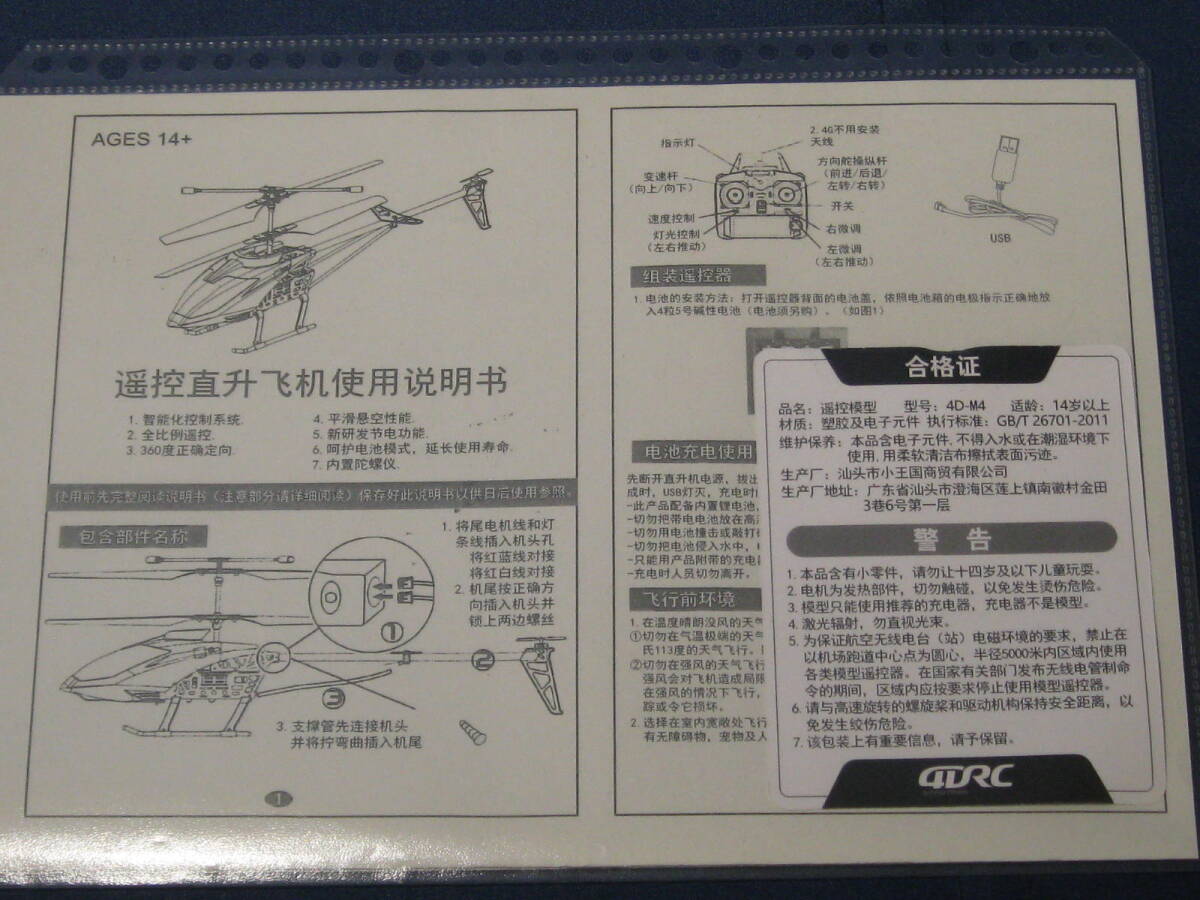 AGES 14+
遥控直升飞机使用说明书
1. 智能化控制系统.
2. 全比例遥控.
3. 360度正确定向.
4. 平滑悬空性能.
5. 新研发节电功能.
6. 呵护电池模式，延长使用寿命.
7. 内置陀螺仪.
使用前先完整阅读说明书（注意部分请详细阅读）保存好此说明书以供日后使用参照。
包含部件名称
1. 将尾电机线和灯
条线插入机头孔
将红蓝线对接
将红白线对接
2. 机尾按正确方
向插入机头并
锁上两边螺丝
①
②
③
3. 支撑管先连接机头
并将拧弯曲插入机尾
1
指示灯
2.4G不用安装
天线
变速杆
(向上/向下)
方向舵操纵杆
(前进/后退/
左转/右转)
速度控制
开关
灯光控制
(左右推动)
右微调
左微调
(左右推动)
USB
组装遥控器
1. 电池的安装方法：打开遥控器背面的电池盖，依照电池箱的电极指示正确地放
入4粒5号碱性电池（电池须另购）。（如图1）
电池充电使用
先断开直升机电源，拔出
成时，USB灯灭，充电时
-此产品配备内置锂电池，
-切勿把带电电池放在高
-切勿用电池撞击或敲打
-切勿把电池侵入水中，
-只能用产品附带的充电
-充电时人员切勿离开。
飞行前环境
1. 在温度晴朗没风的天气
①切勿在气温极端的天气
氏113度的天气飞行。
②切勿在强风的天气飞行
强风会对飞机造成局限
在强风的情况下飞行，
踪或令它损坏。
2. 选择在室内宽敞处飞行
有无障碍物，宠物及人
合格证
品名：遥控模型 型号：4D-M4 适龄：14岁以上
材质：塑胶及电子元件 执行标准：GB/T 26701-2011
维护保养：本品含电子元件，不得入水或在潮湿环境下
使用，用柔软清洁布擦拭表面污迹。
生产厂：汕头市小王国商贸有限公司
生产厂地址：广东省汕头市澄海区莲上镇南徽村金田
3巷6号第一层
警告
1. 本品含有小零件，请勿让十四岁及以下儿童玩耍。
2. 电机为发热部件，切勿触碰，以免发生烫伤危险。
3. 模型只能使用推荐的充电器，充电器不是模型。
4. 激光辐射，勿直视光束。
5. 为保证航空无线电台（站）电磁环境的要求，禁止在
以机场跑道中心点为圆心，半径5000米内区域内使用
各类模型遥控器。在国家有关部门发布无线电管制命
令的期间，区域内应按要求停止使用模型遥控器。
6. 请与高速旋转的螺旋桨和驱动机构保持安全距离，以
免发生绞伤危险。
7. 该包装上有重要信息，请予保留。
4DRC